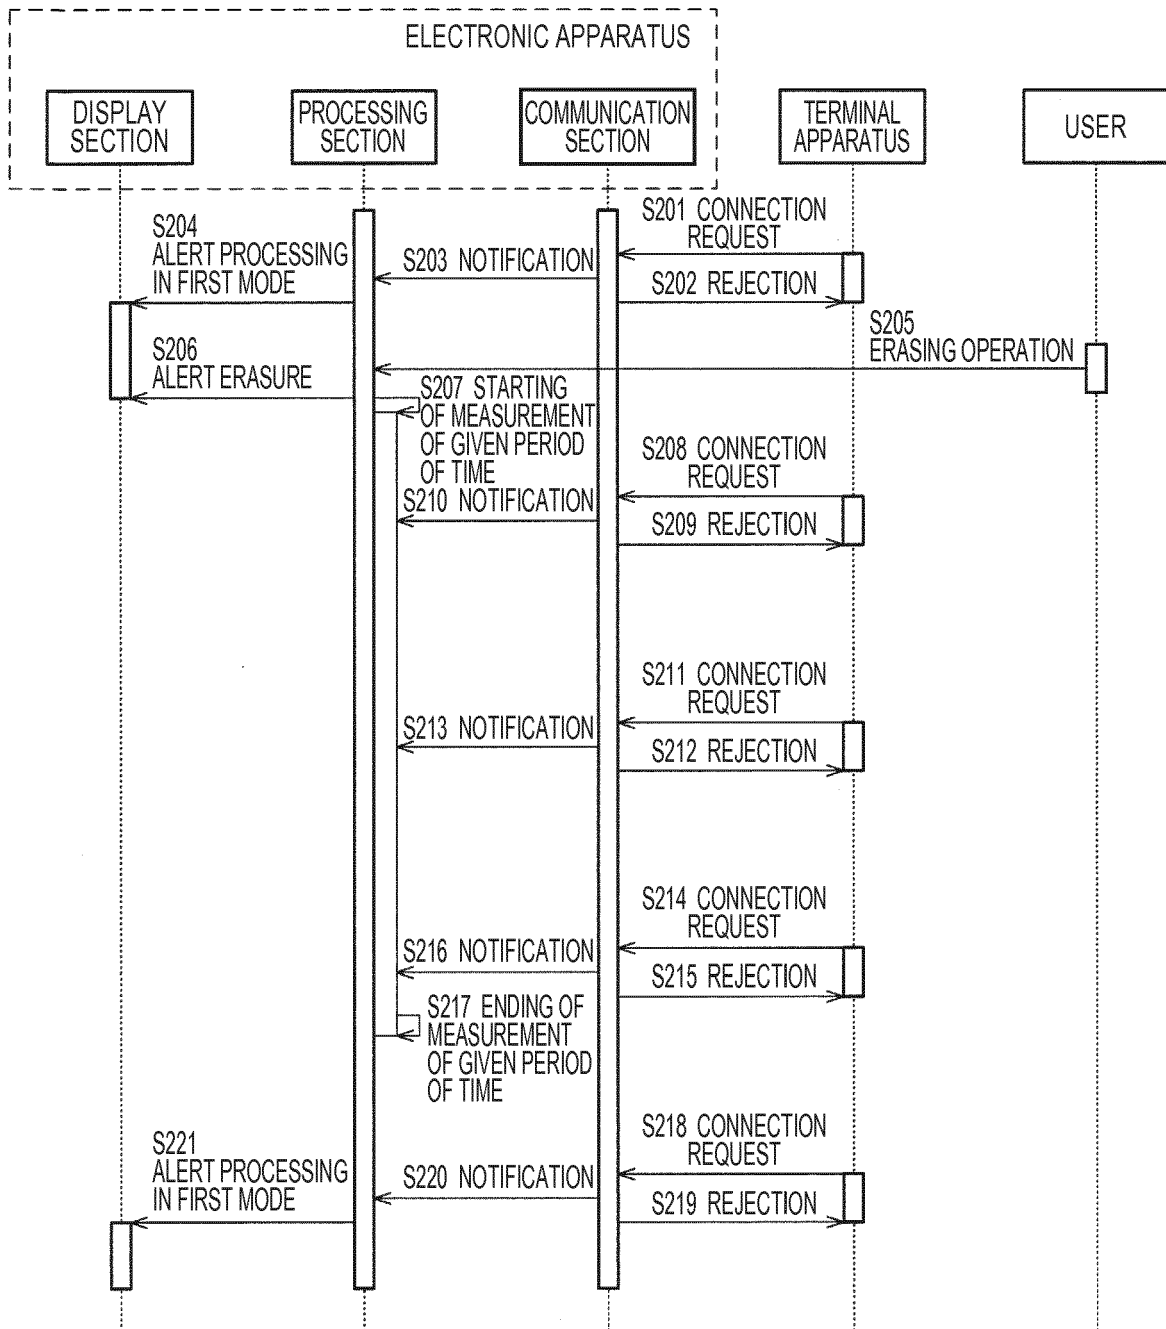 ELECTRONIC APPARATUS
DISPLAY
SECTION
PROCESSING
SECTION
COMMUNICATION
SECTION
TERMINAL
APPARATUS
USER
S201 CONNECTION
REQUEST
S204
ALERT PROCESSING
IN FIRST MODE
S203 NOTIFICATION
S202 REJECTION
S205
ERASING OPERATION
S206
ALERT ERASURE
S207 STARTING
OF MEASUREMENT
OF GIVEN PERIOD
OF TIME
S208 CONNECTION
REQUEST
S210 NOTIFICATION
S209 REJECTION
S211 CONNECTION
REQUEST
S213 NOTIFICATION
S212 REJECTION
S214 CONNECTION
REQUEST
S216 NOTIFICATION
S215 REJECTION
S217 ENDING OF
MEASUREMENT
OF GIVEN PERIOD
OF TIME
S218 CONNECTION
REQUEST
S221
ALERT PROCESSING
IN FIRST MODE
S220 NOTIFICATION
S219 REJECTION